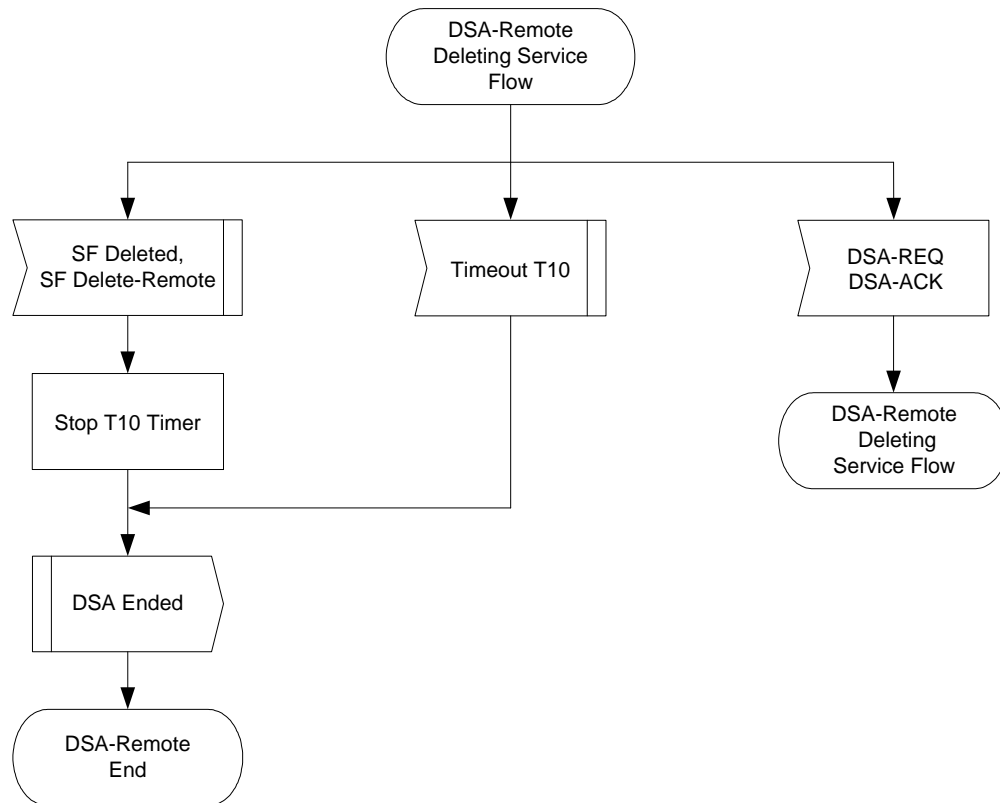 DSA-Remote
Deleting Service
Flow
SF Deleted,
SF Delete-Remote
Timeout T10
DSA-REQ
DSA-ACK
Stop T10 Timer
DSA-Remote
Deleting
Service Flow
DSA Ended
DSA-Remote
End